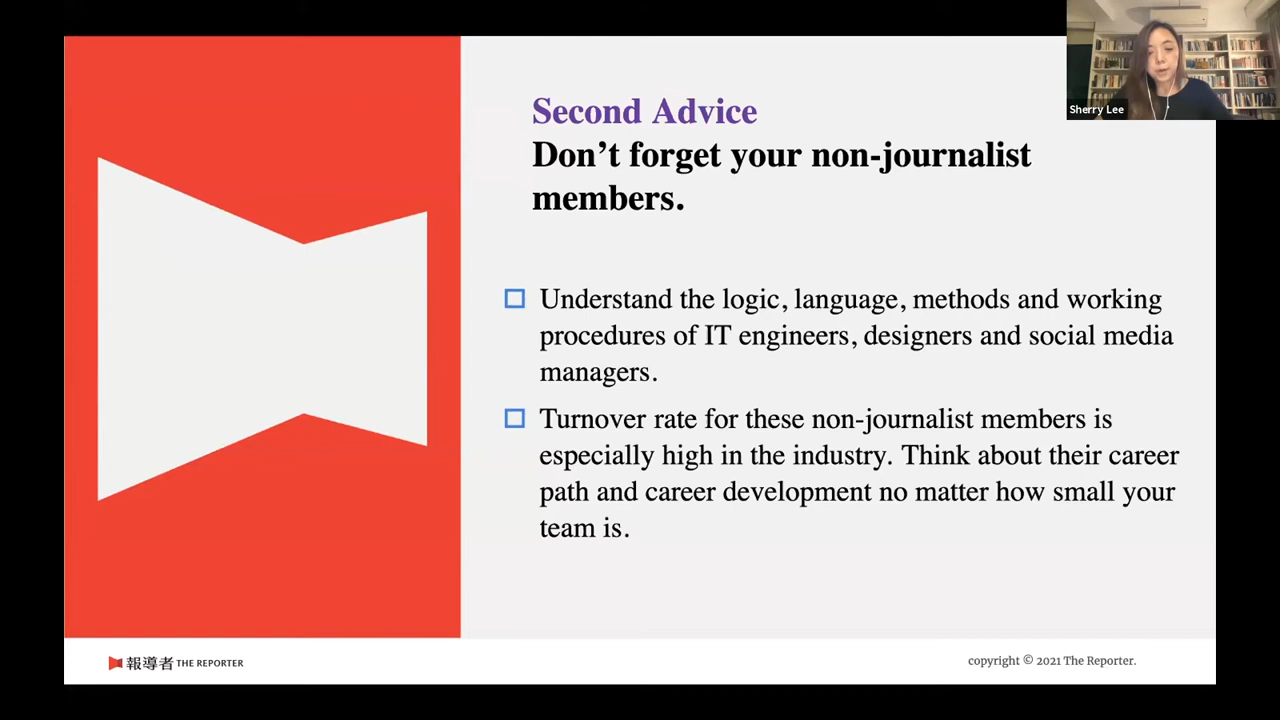 Sherry Lee
Second Advice
Don’t forget your non-journalist
members.
Understand the logic, language, methods and working
procedures of IT engineers, designers and social media
managers.
Turnover rate for these non-journalist members is
especially high in the industry. Think about their career
path and career development no matter how small your
team is.
報導者 THE REPORTER
copyright © 2021 The Reporter.